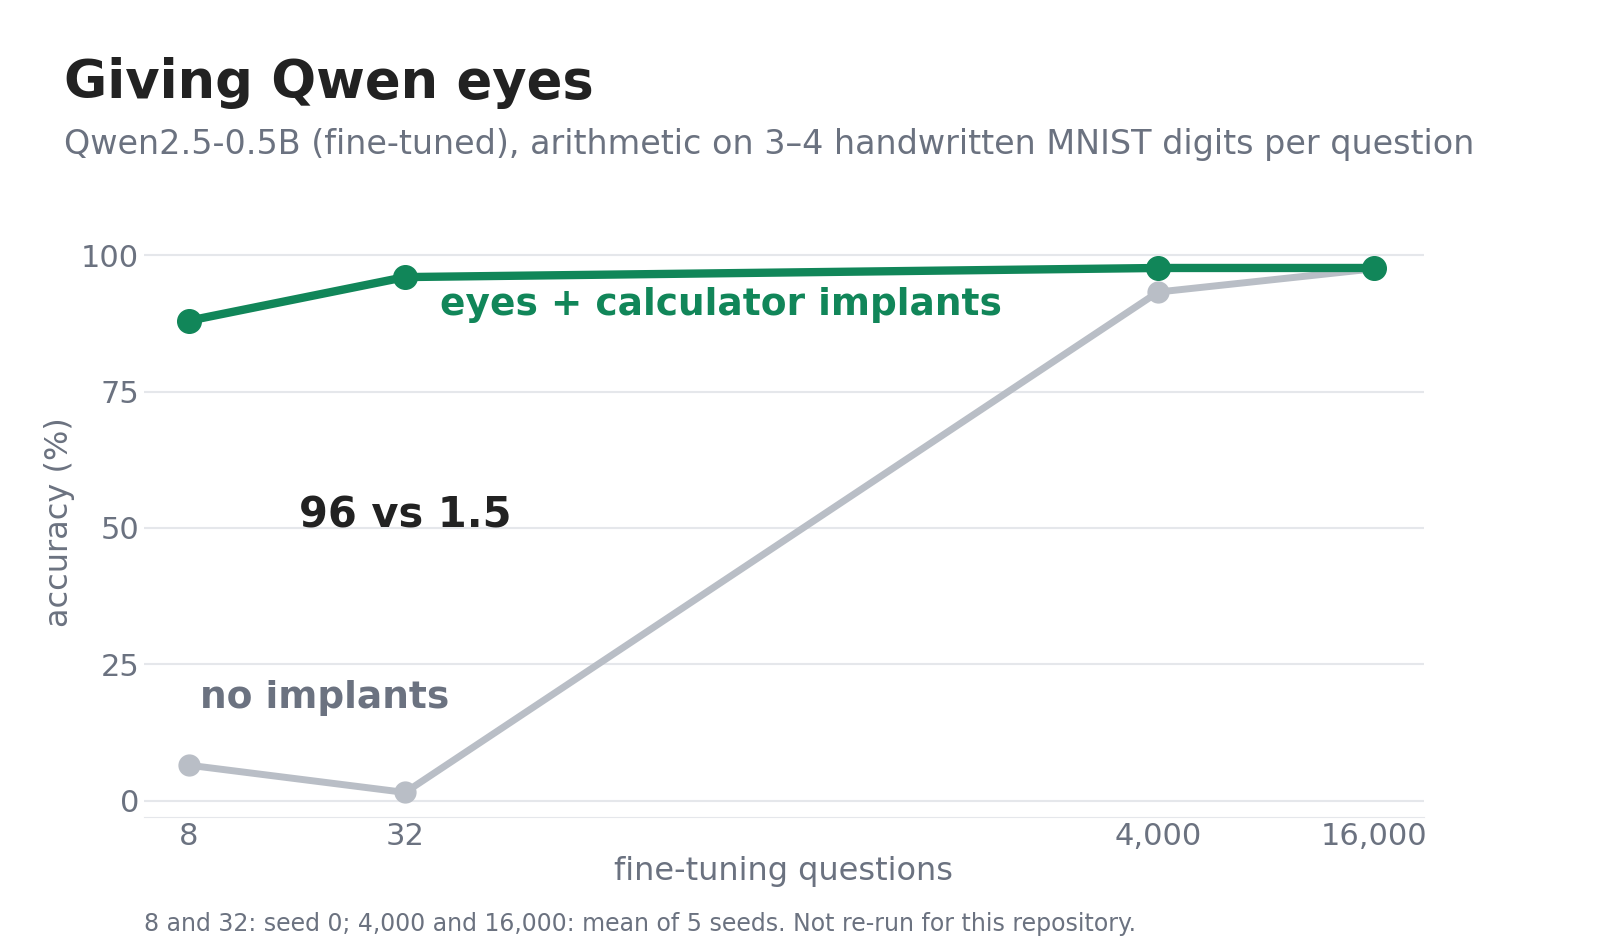 Giving Qwen eyes
Qwen2.5-0.5B (fine-tuned), arithmetic on 3–4 handwritten MNIST digits per question
100
eyes + calculator implants
75
accuracy (%)
96 vs 1.5
50
25
no implants
0
8 32 4,000 16,000
fine-tuning questions
8 and 32: seed 0; 4,000 and 16,000: mean of 5 seeds. Not re-run for this repository.